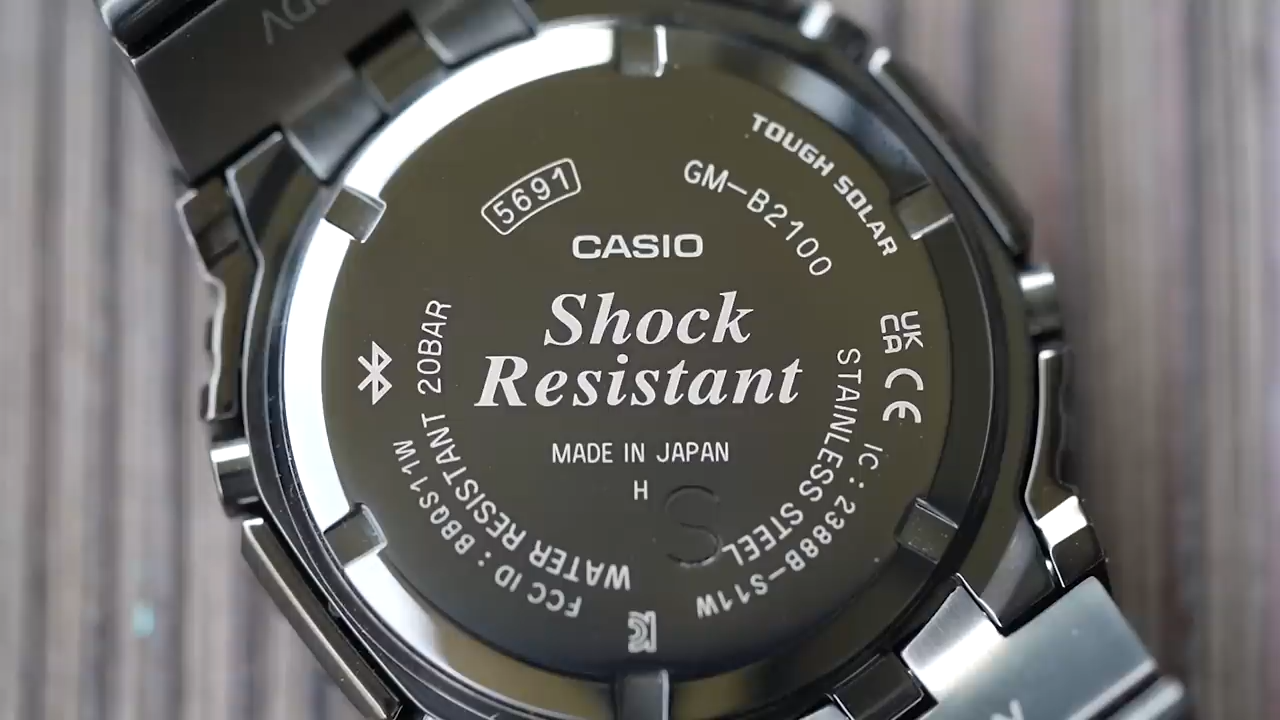 TOUGH SOLAR
GM-B2100
5691
CASIO
Shock
Resistant
MADE IN JAPAN
H
S
WATER RESISTANT 20BAR
FCC ID : BBQS11W
STAINLESS STEEL
IC : 2388B-S11W
UK
CA
CE